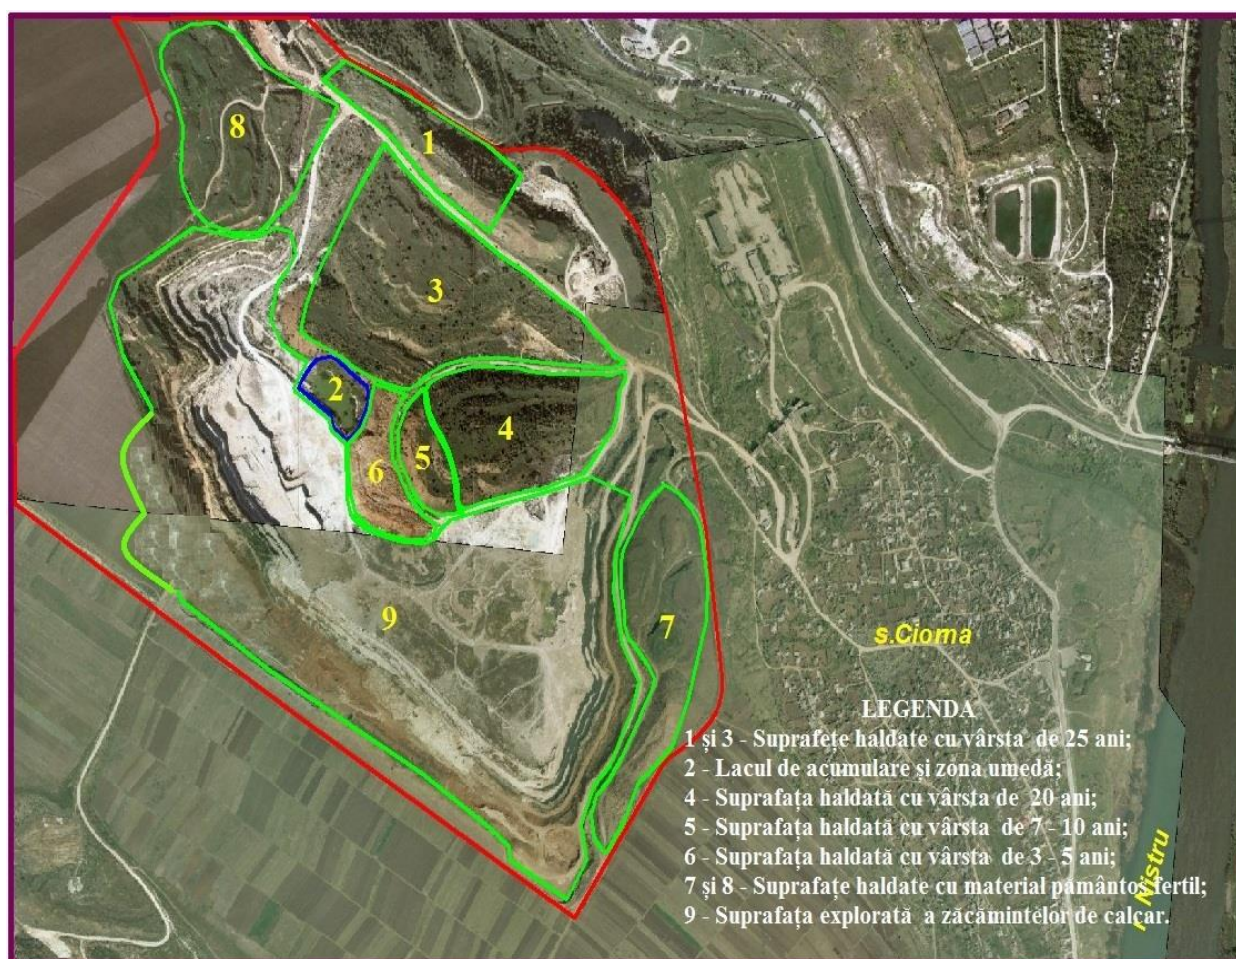 8
1
3
2
4
5
6
9
7
s.Ciorna
LEGENDA
1 și 3 - Suprafețe haldate cu vârsta de 25 ani;
2 - Lacul de acumulare și zona umedă;
4 - Suprafața haldată cu vârsta de 20 ani;
5 - Suprafața haldată cu vârsta de 7 - 10 ani;
6 - Suprafața haldată cu vârsta de 3 - 5 ani;
7 și 8 - Suprafațe haldate cu material pământos fertil;
9 - Suprafața explorată a zăcămintelor de calcar.
r. Nistru